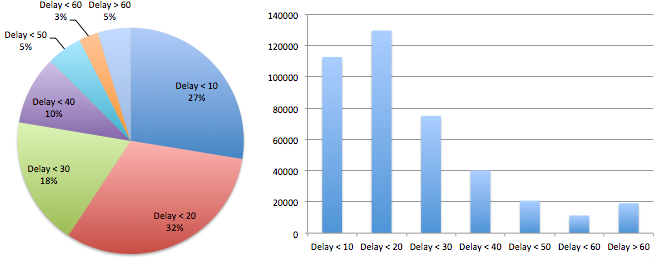 Delay < 60
3%
Delay > 60
5%
Delay < 50
5%
Delay < 10
27%
Delay < 40
10%
Delay < 30
18%
Delay < 20
32%
140000
120000
100000
80000
60000
40000
20000
0
Delay < 10 Delay < 20 Delay < 30 Delay < 40 Delay < 50 Delay < 60 Delay > 60